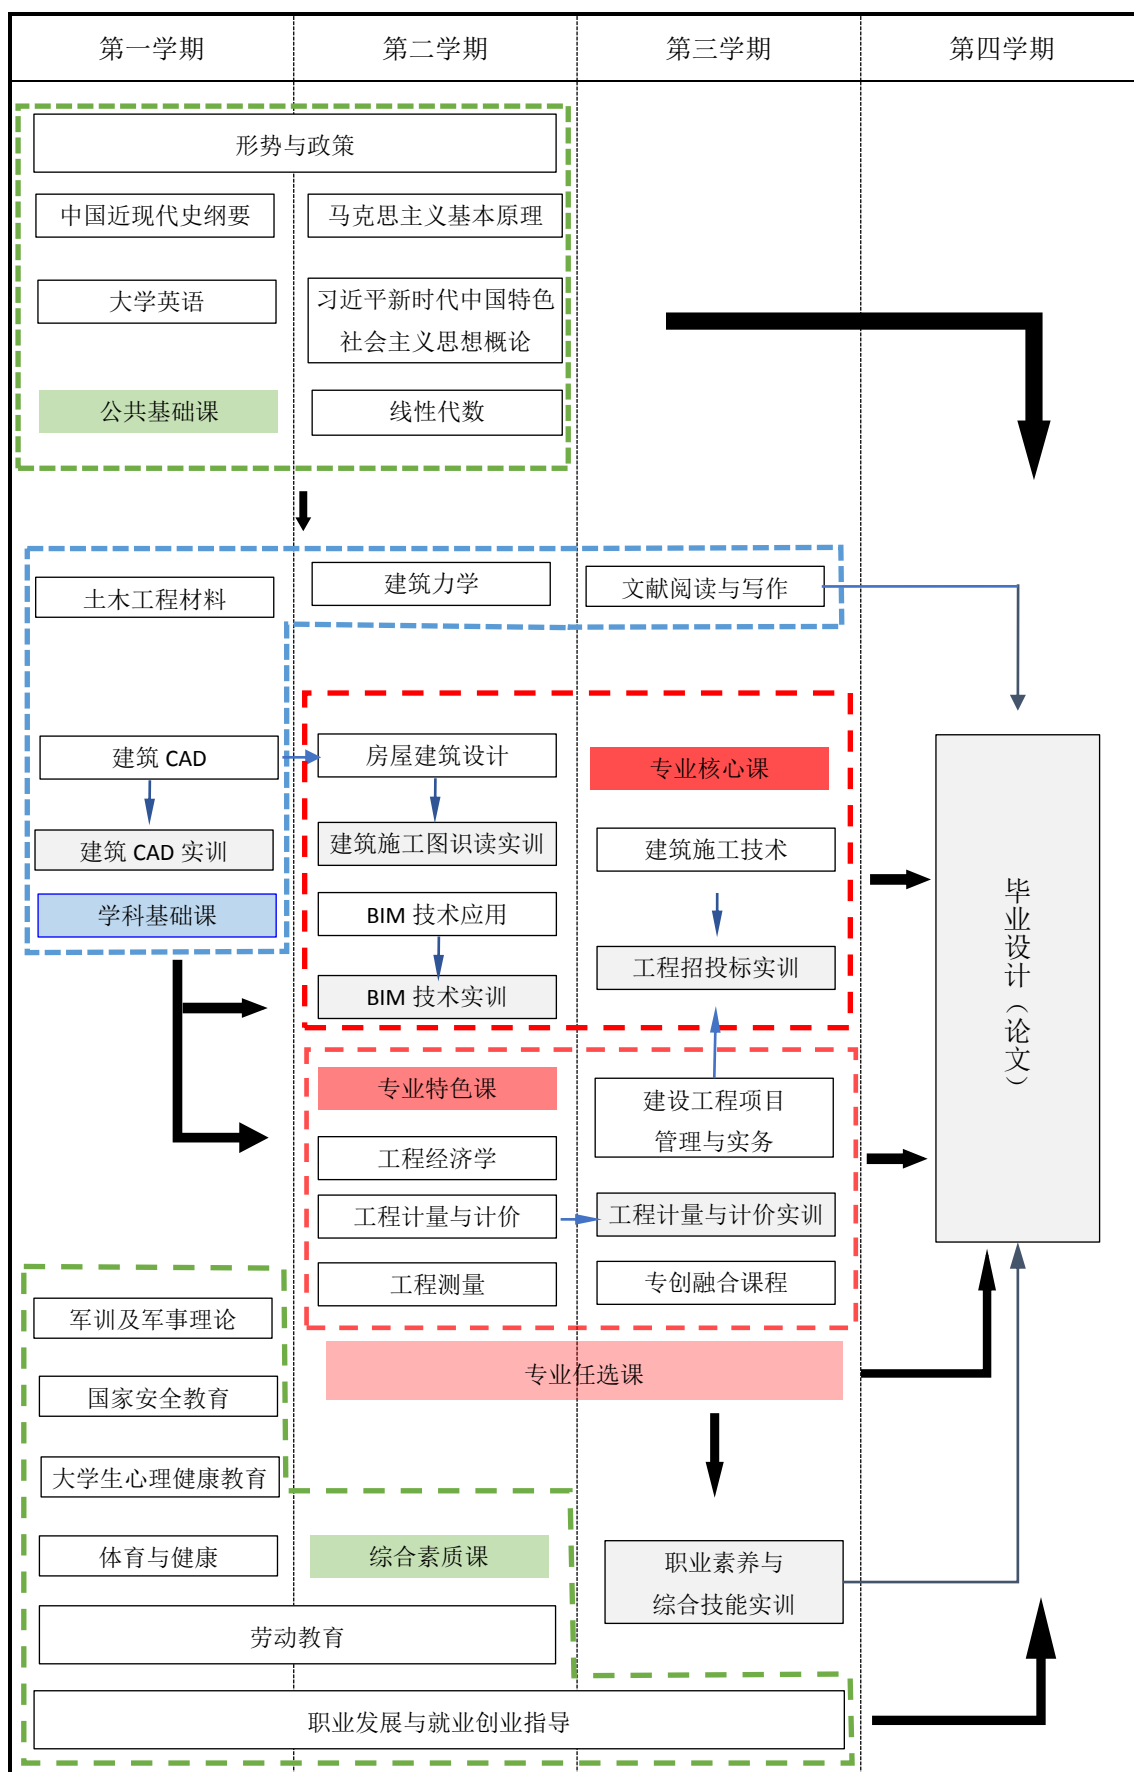 第一学期
第二学期
第三学期
第四学期
形势与政策
中国近现代史纲要
马克思主义基本原理
大学英语
习近平新时代中国特色
社会主义思想概论
公共基础课
线性代数
土木工程材料
建筑力学
文献阅读与写作
建筑 CAD
房屋建筑设计
专业核心课
建筑 CAD 实训
建筑施工图识读实训
建筑施工技术
学科基础课
BIM 技术应用
工程招投标实训
BIM 技术实训
毕业设计（论文）
专业特色课
建设工程项目
管理与实务
工程经济学
工程计量与计价
工程计量与计价实训
工程测量
专创融合课程
军训及军事理论
专业任选课
国家安全教育
大学生心理健康教育
体育与健康
综合素质课
职业素养与
综合技能实训
劳动教育
职业发展与就业创业指导